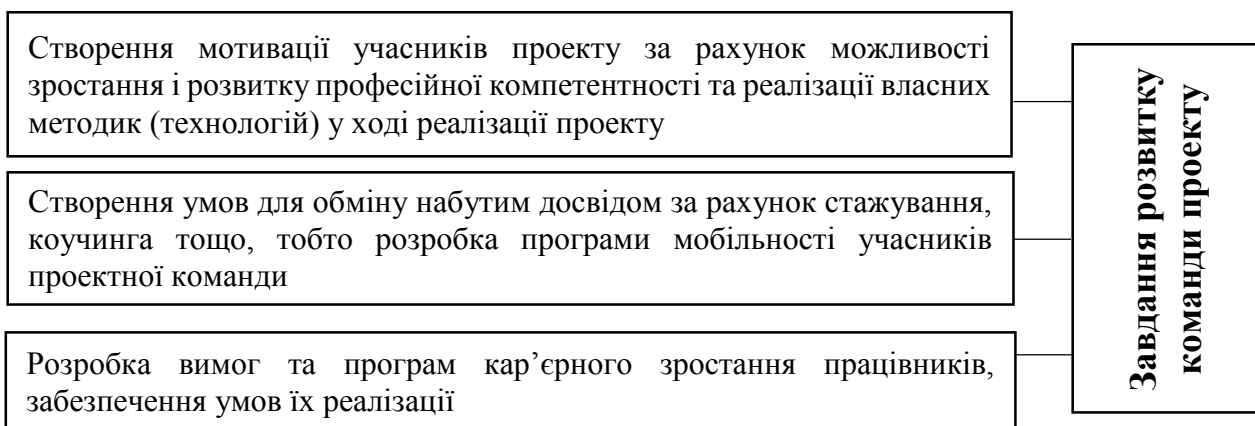 Створення мотивації учасників проекту за рахунок можливості
зростання і розвитку професійної компетентності та реалізації власних
методик (технологій) у ході реалізації проекту
Створення умов для обміну набутим досвідом за рахунок стажування,
коучинга тощо, тобто розробка програми мобільності учасників
проектної команди
Розробка вимог та програм кар’єрного зростання працівників,
забезпечення умов їх реалізації
Завдання розвитку
команди проекту